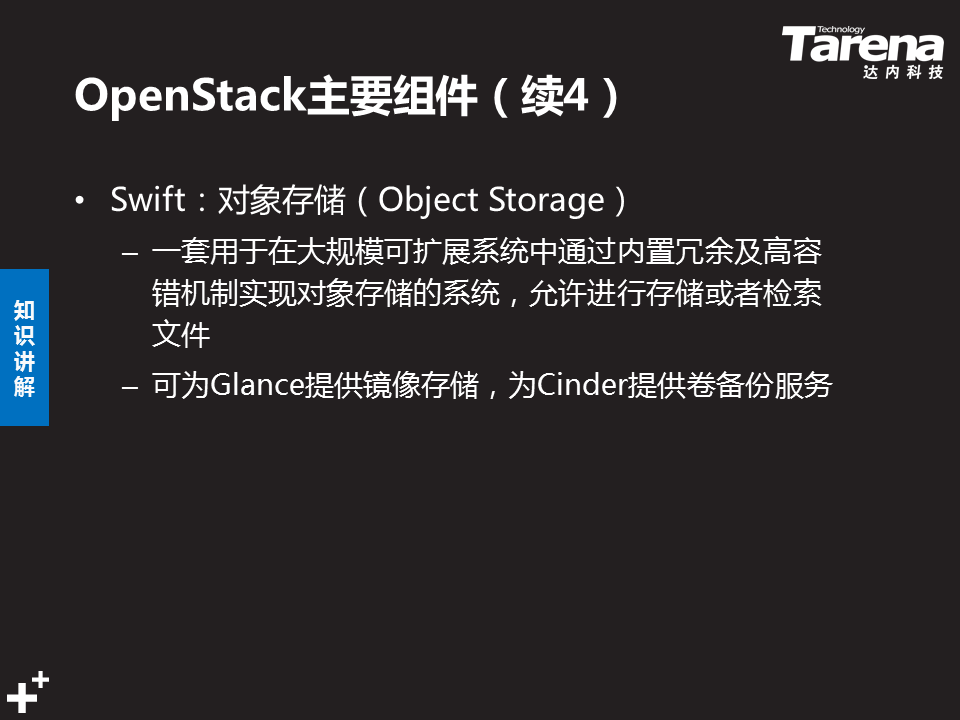 Technology
Tarena
达内科技
OpenStack主要组件（续4）
• Swift：对象存储（Object Storage）
– 一套用于在大规模可扩展系统中通过内置冗余及高容
错机制实现对象存储的系统，允许进行存储或者检索
文件
– 可为Glance提供镜像存储，为Cinder提供卷备份服务
知
识
讲
解